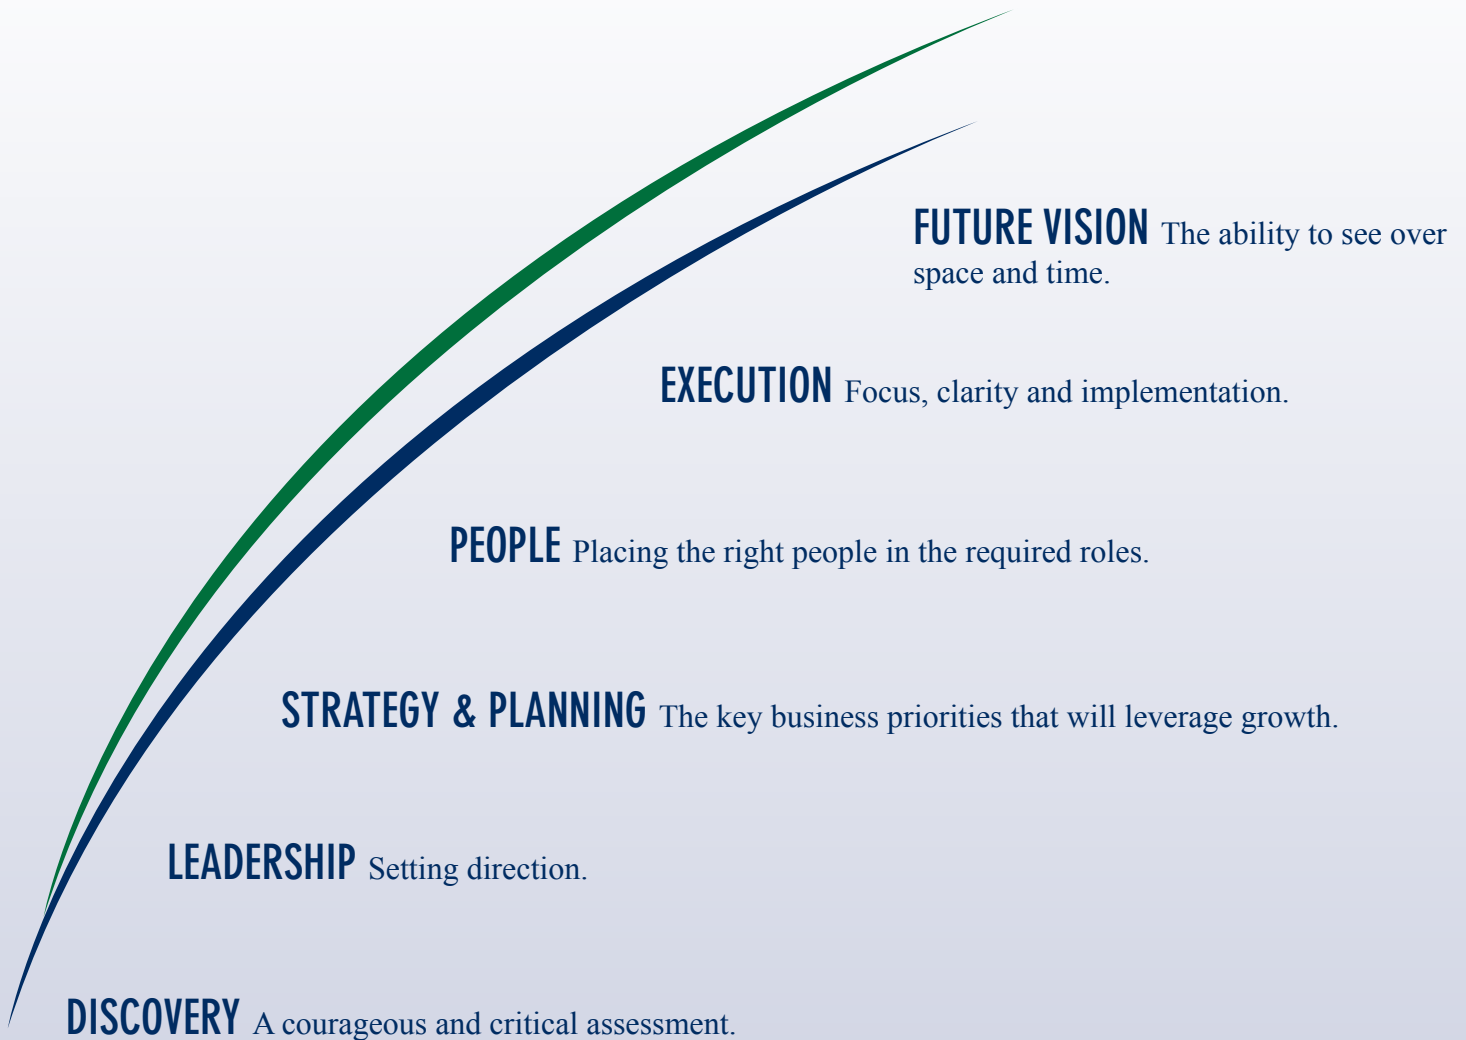 FUTURE VISION The ability to see over
space and time.
EXECUTION Focus, clarity and implementation.
PEOPLE Placing the right people in the required roles.
STRATEGY & PLANNING The key business priorities that will leverage growth.
LEADERSHIP Setting direction.
DISCOVERY A courageous and critical assessment.